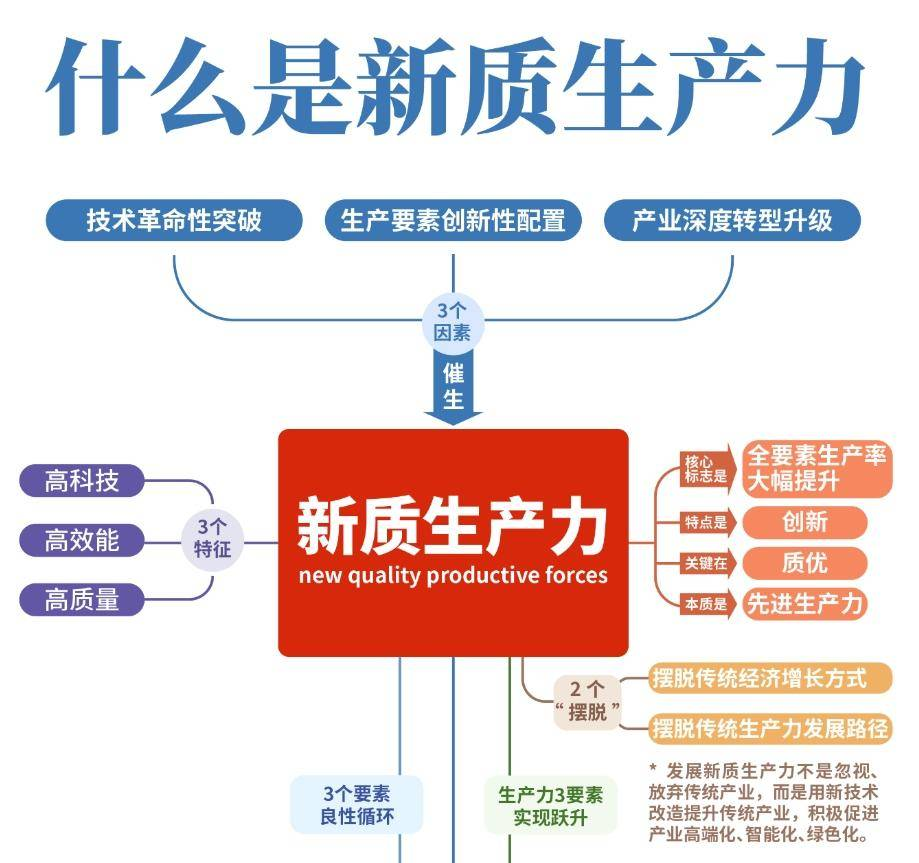 什么是新质生产力
技术革命性突破
生产要素创新性配置
产业深度转型升级
3个
因素
催
生
高科技
高效能
高质量
3个
特征
新质生产力
new quality productive forces
核心
标志是
全要素生产率
大幅提升
特点是
创新
关键在
质优
本质是
先进生产力
2个
“摆脱”
摆脱传统经济增长方式
摆脱传统生产力发展路径
* 发展新质生产力不是忽视、
放弃传统产业，而是用新技术
改造提升传统产业，积极促进
产业高端化、智能化、绿色化。
3个要素
良性循环
生产力3要素
实现跃升